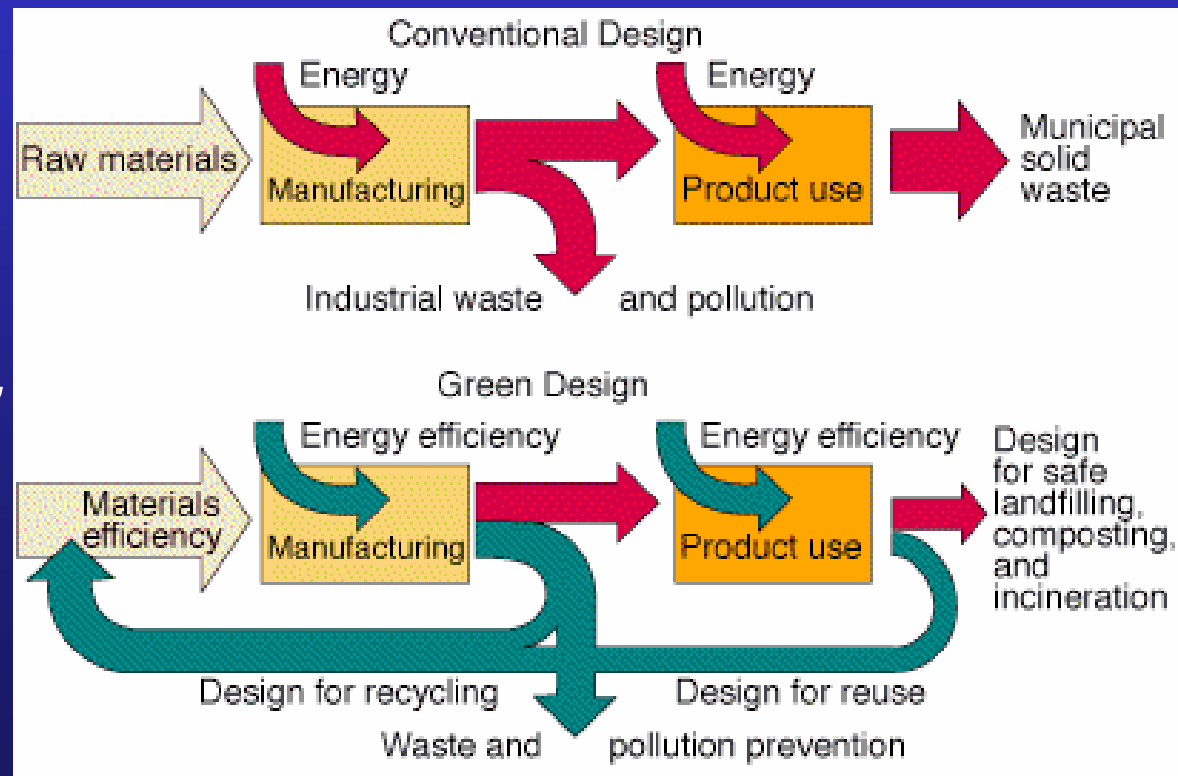 Conventional Design
Energy
Energy
Raw materials
Manufacturing
Product use
Municipal
solid
waste
Industrial waste and pollution
Green Design
Energy efficiency
Energy efficiency
Materials
efficiency
Manufacturing
Product use
Design
for safe
landfilling,
composting,
and
incineration
Design for recycling
Design for reuse
Waste and pollution prevention